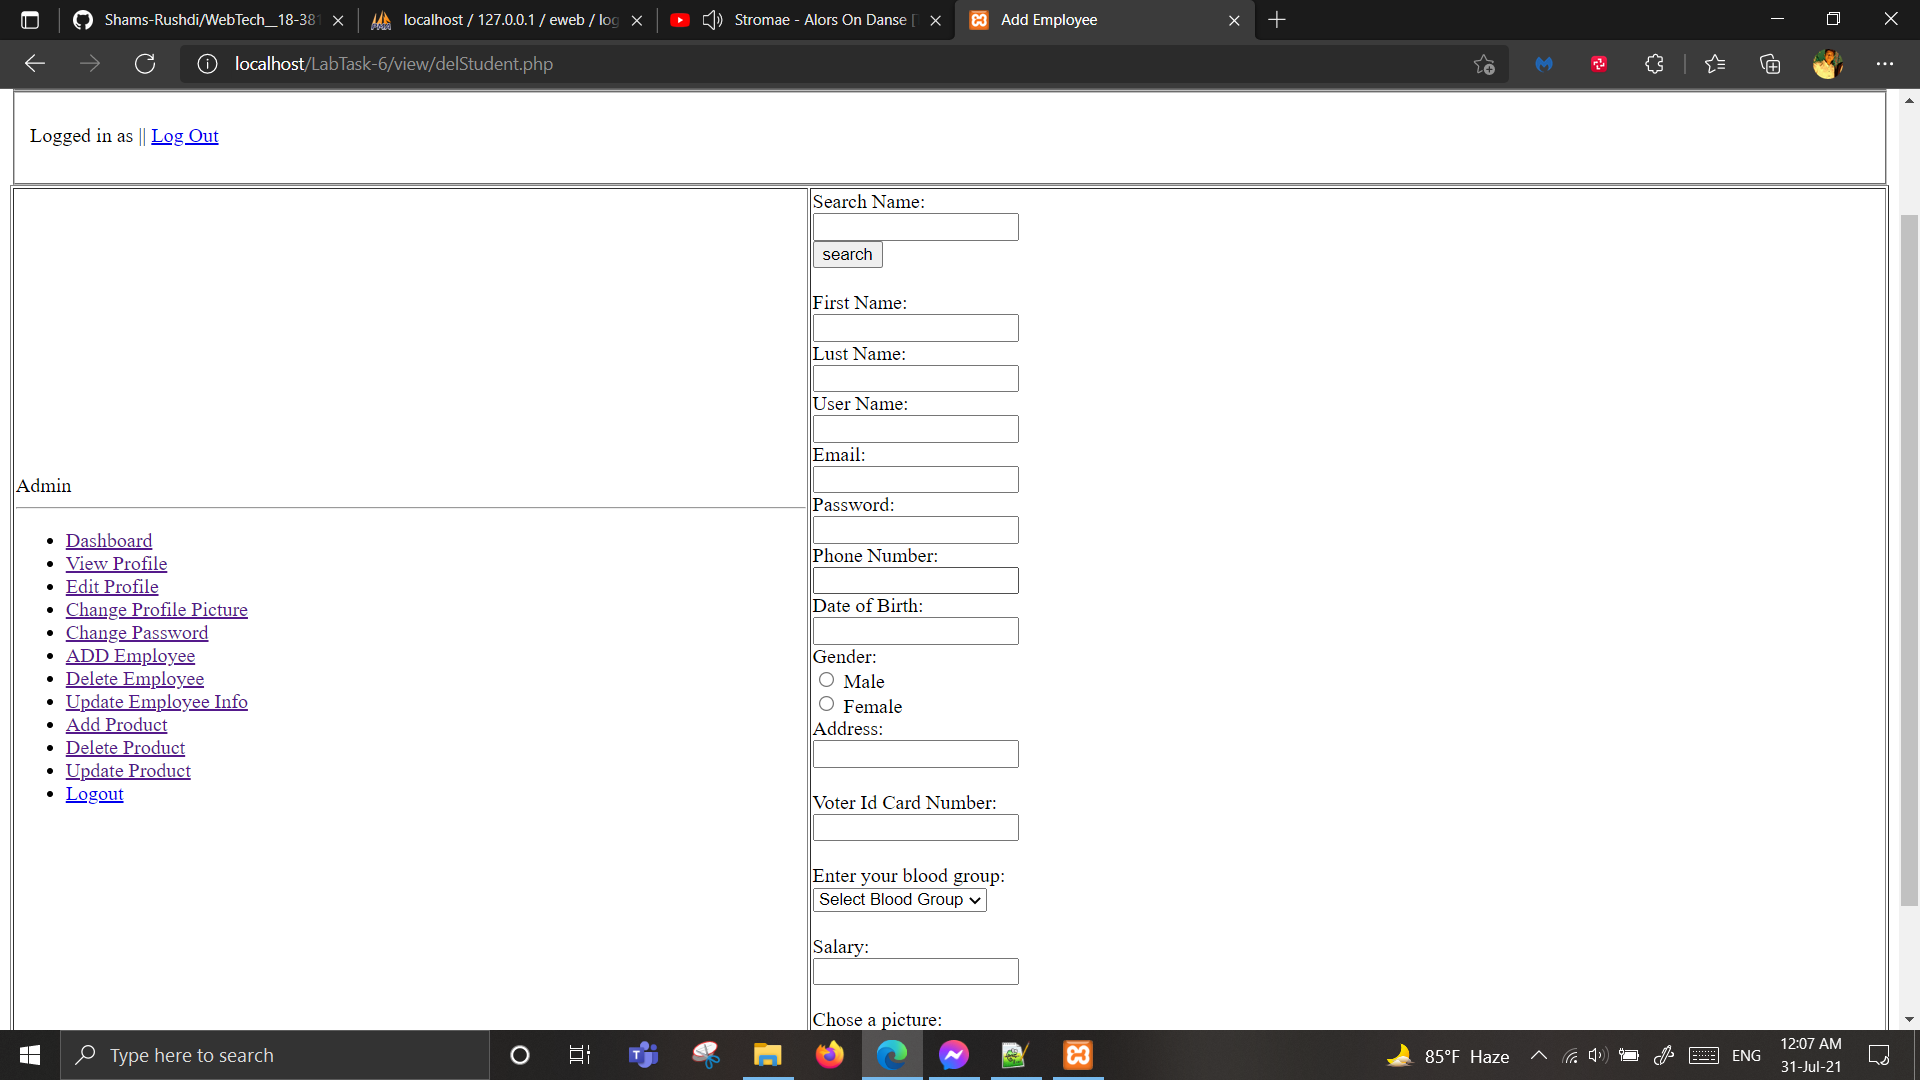 Shams-Rushdi/WebTech__18-381
localhost / 127.0.0.1 / eweb / log
Stromae - Alors On Danse [
Add Employee
localhost/LabTask-6/view/delStudent.php
Logged in as || Log Out
Search Name:
search
First Name:
Lust Name:
User Name:
Email:
Password:
Phone Number:
Date of Birth:
Gender:
Male
Female
Address:
Voter Id Card Number:
Enter your blood group:
Select Blood Group
Salary:
Chose a picture:
Admin
Dashboard
View Profile
Edit Profile
Change Profile Picture
Change Password
ADD Employee
Delete Employee
Update Employee Info
Add Product
Delete Product
Update Product
Logout
Type here to search
85°F Haze
ENG
12:07 AM
31-Jul-21